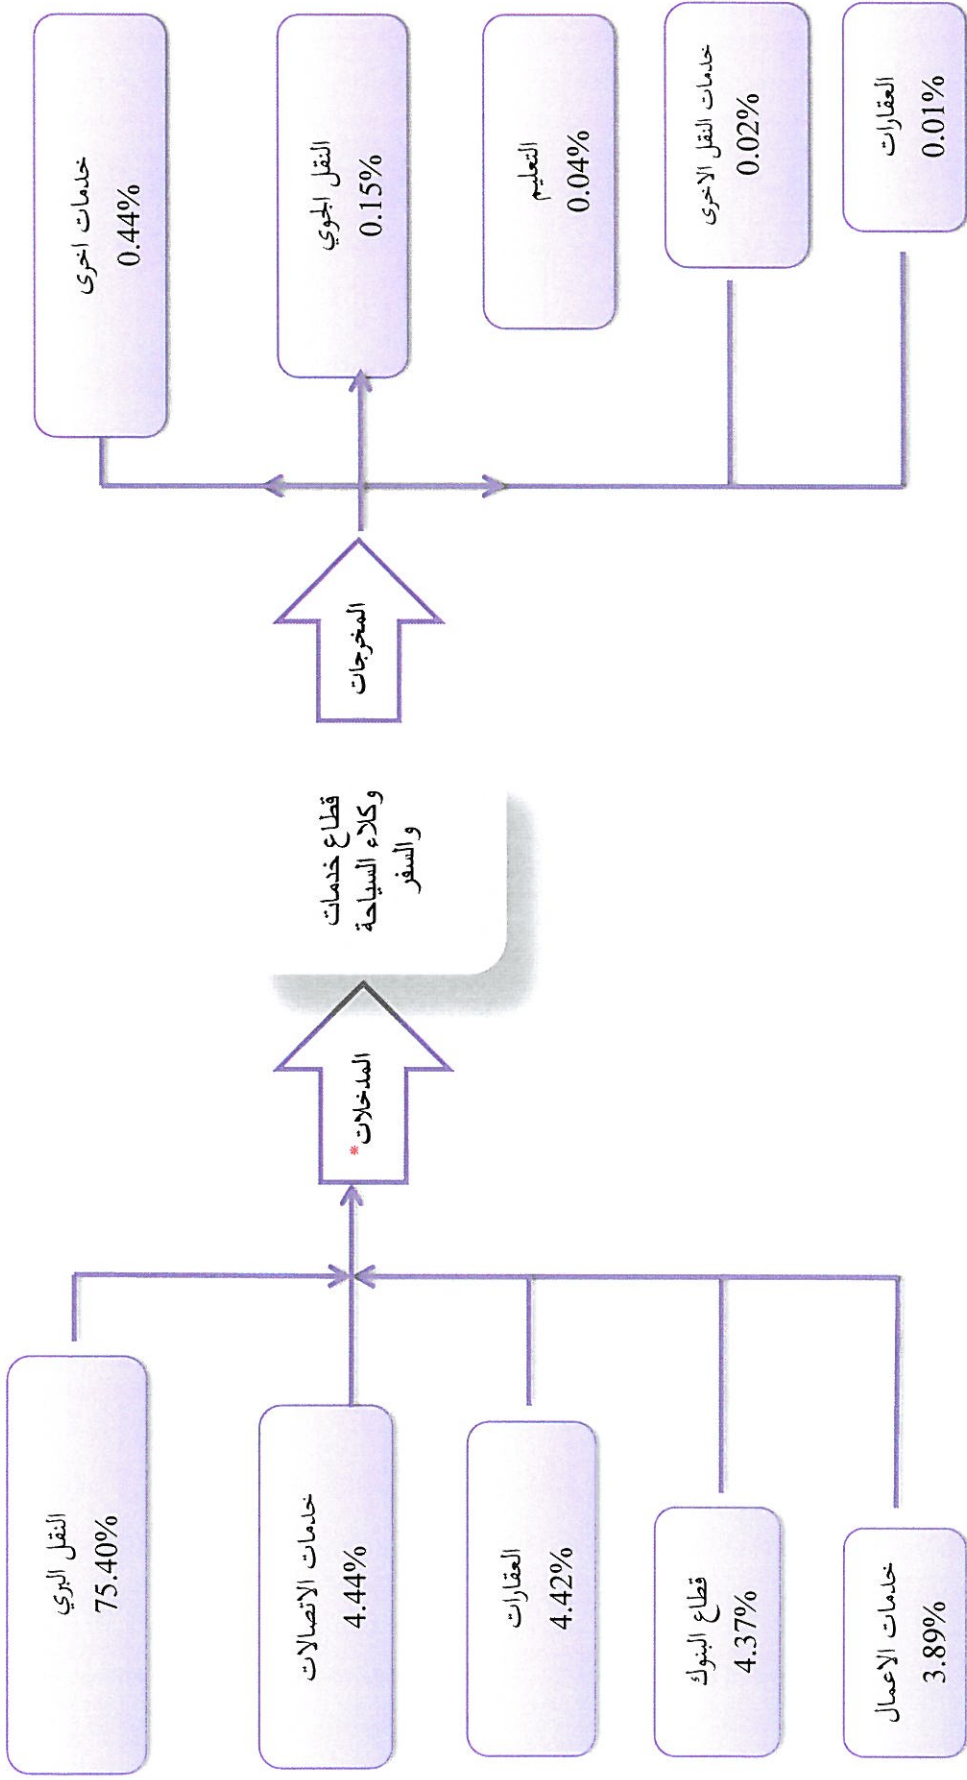 النقل البري
75.40%
خدمات الاتصالات
4.44%
العقارات
4.42%
قطاع البنوك
4.37%
خدمات الاعمال
3.89%
المدخلات*
قطاع خدمات
وكلاء السياحة
والسفر
المخرجات
خدمات اخرى
0.44%
النقل الجوي
0.15%
التعليم
0.04%
خدمات النقل الاخرى
0.02%
العقارات
0.01%